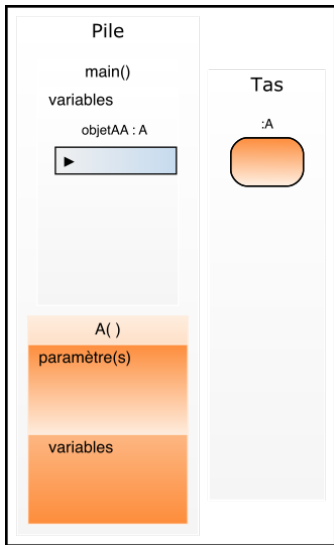 Pile
main()
variables
objetAA : A
A( )
paramètre(s)
variables
Tas
:A